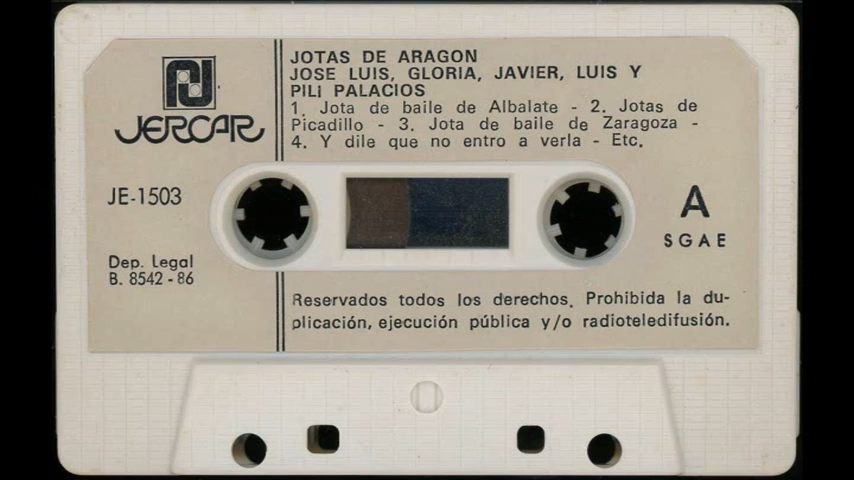 JOTAS DE ARAGON
JOSE LUIS, GLORIA, JAVIER, LUIS Y
PILI PALACIOS
1. Jota de baile de Albalate - 2. Jotas de
Picadillo - 3. Jota de baile de Zaragoza -
4. Y dile que no entro a verla - Etc.
JERCAR
JE-1503
A
SGAE
Dep. Legal
B. 8542 - 86
Reservados todos los derechos. Prohibida la du-
plicación, ejecución pública y/o radioteledifusión.